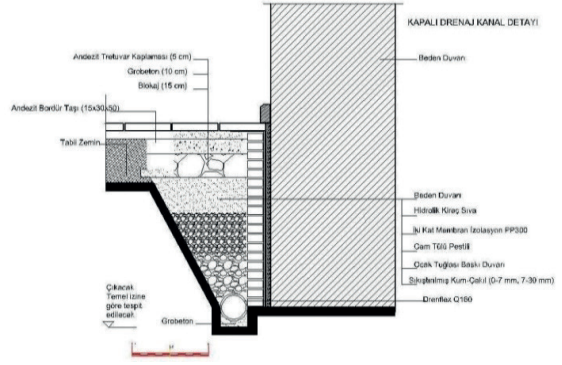 KAPALI DRENAJ KANAL DETAYI
Andezit Tretuvar Kaplaması (5 cm)
Grobeton (10 cm)
Blokaj (15 cm)
Andezit Bordür Taşı (15x30x50)
Tabii Zemin
Beden Duvarı
Beden Duvarı
Hidrolik Kireç Sıva
İki Kat Membran İzolasyon PP300
Cam Tülü Pestili
Ocak Tuğlası Baskı Duvarı
Sıkıştırılmış Kum-Çakıl (0-7 mm, 7-30 mm)
Drenflex Q160
Çıkacak
Temel izine
göre tespit
edilecek
Grobeton